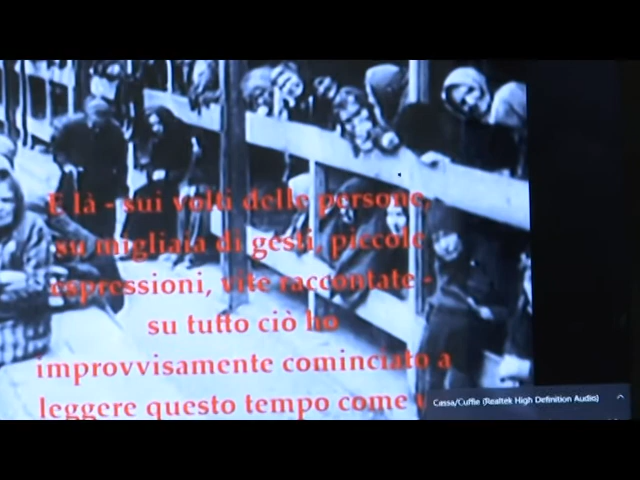 E là - sui volti delle persone,
su migliaia di gesti, piccole
espressioni, vite raccontate -
su tutto ciò ho
improvvisamente cominciato a
leggere questo tempo come
Cassa/Cuffie (Realtek High Definition Audio)